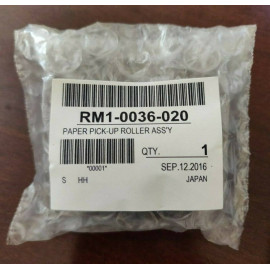 RM1-0036-020
PAPER PICK-UP ROLLER ASS'Y
QTY. 1
*00001* SEP.12.2016
S HH JAPAN